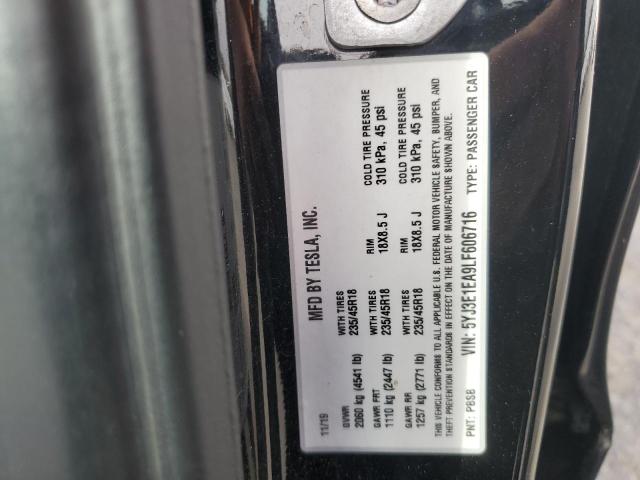 MFD BY TESLA, INC.
11/19
GVWR WITH TIRES RIM COLD TIRE PRESSURE
2060 kg (4541 lb) 235/45R18 18X8.5 J 310 kPa, 45 psi
GAWR FRT WITH TIRES
1110 kg (2447 lb) 235/45R18
GAWR RR WITH TIRES RIM COLD TIRE PRESSURE
1257 kg (2771 lb) 235/45R18 18X8.5 J 310 kPa, 45 psi
THIS VEHICLE CONFORMS TO ALL APPLICABLE U.S. FEDERAL MOTOR VEHICLE SAFETY, BUMPER, AND
THEFT PREVENTION STANDARDS IN EFFECT ON THE DATE OF MANUFACTURE SHOWN ABOVE.
PNT: PBSB VIN: 5YJ3E1EA9LF606716 TYPE: PASSENGER CAR